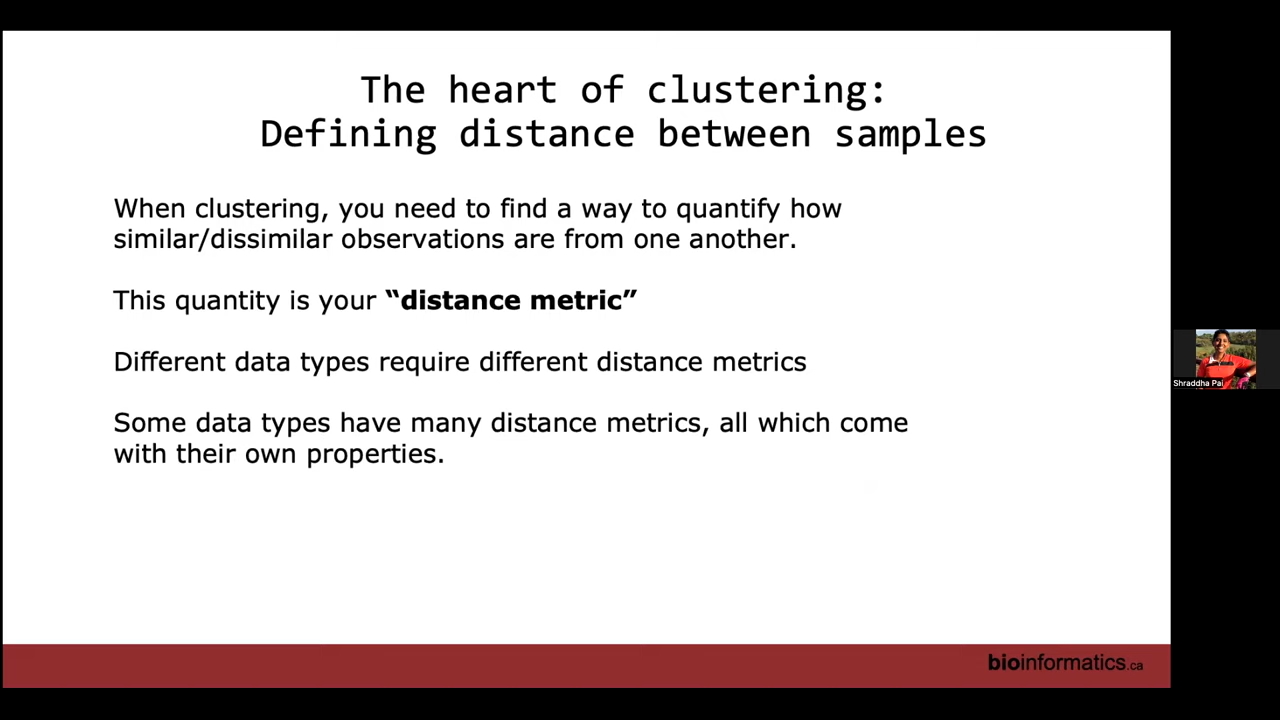 The heart of clustering:
Defining distance between samples
When clustering, you need to find a way to quantify how
similar/dissimilar observations are from one another.
This quantity is your “distance metric”
Different data types require different distance metrics
Some data types have many distance metrics, all which come
with their own properties.
Shraddha Pai
bioinformatics.ca